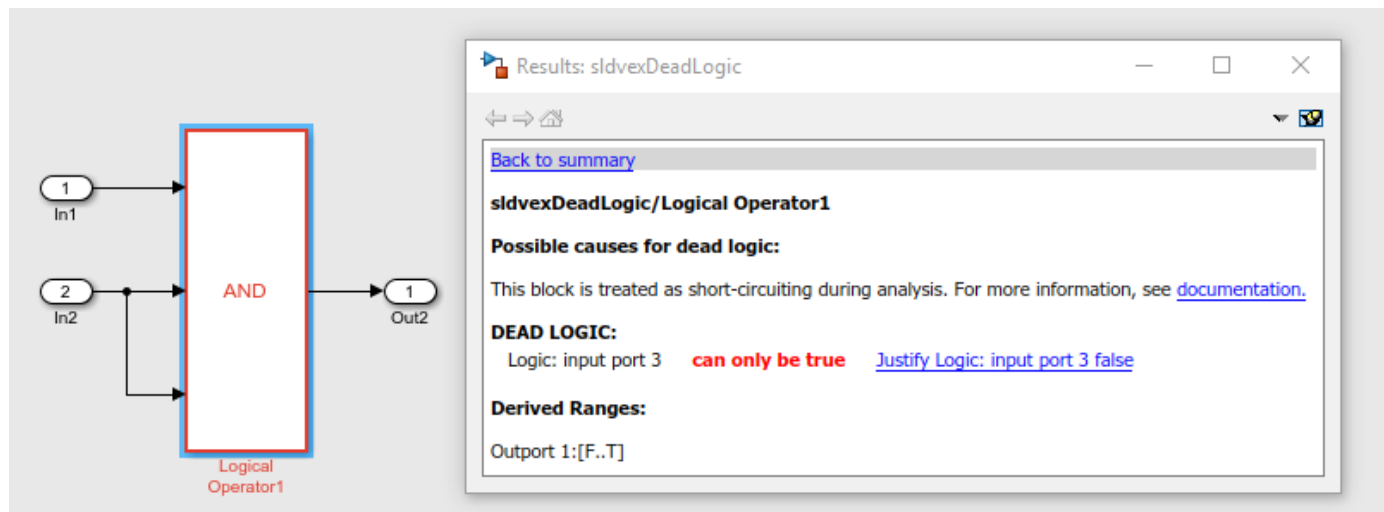 1
In1
2
In2
AND
Logical
Operator1
1
Out2
Results: sldvexDeadLogic
Back to summary
sldvexDeadLogic/Logical Operator1
Possible causes for dead logic:
This block is treated as short-circuiting during analysis. For more information, see documentation.
DEAD LOGIC:
Logic: input port 3 can only be true Justify Logic: input port 3 false
Derived Ranges:
Outport 1:[F..T]